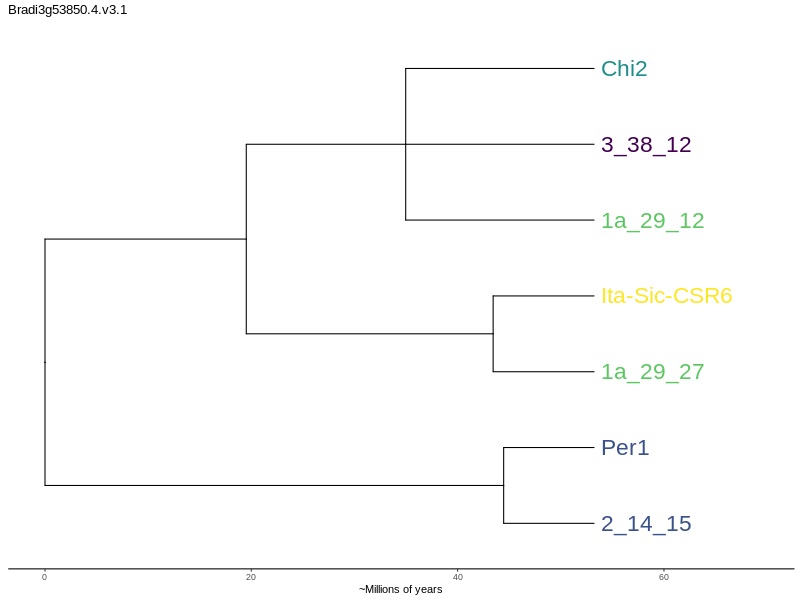 Bradi3g53850.4.v3.1
Chi2
3_38_12
1a_29_12
Ita-Sic-CSR6
1a_29_27
Per1
2_14_15
0 20 40 60
~Millions of years